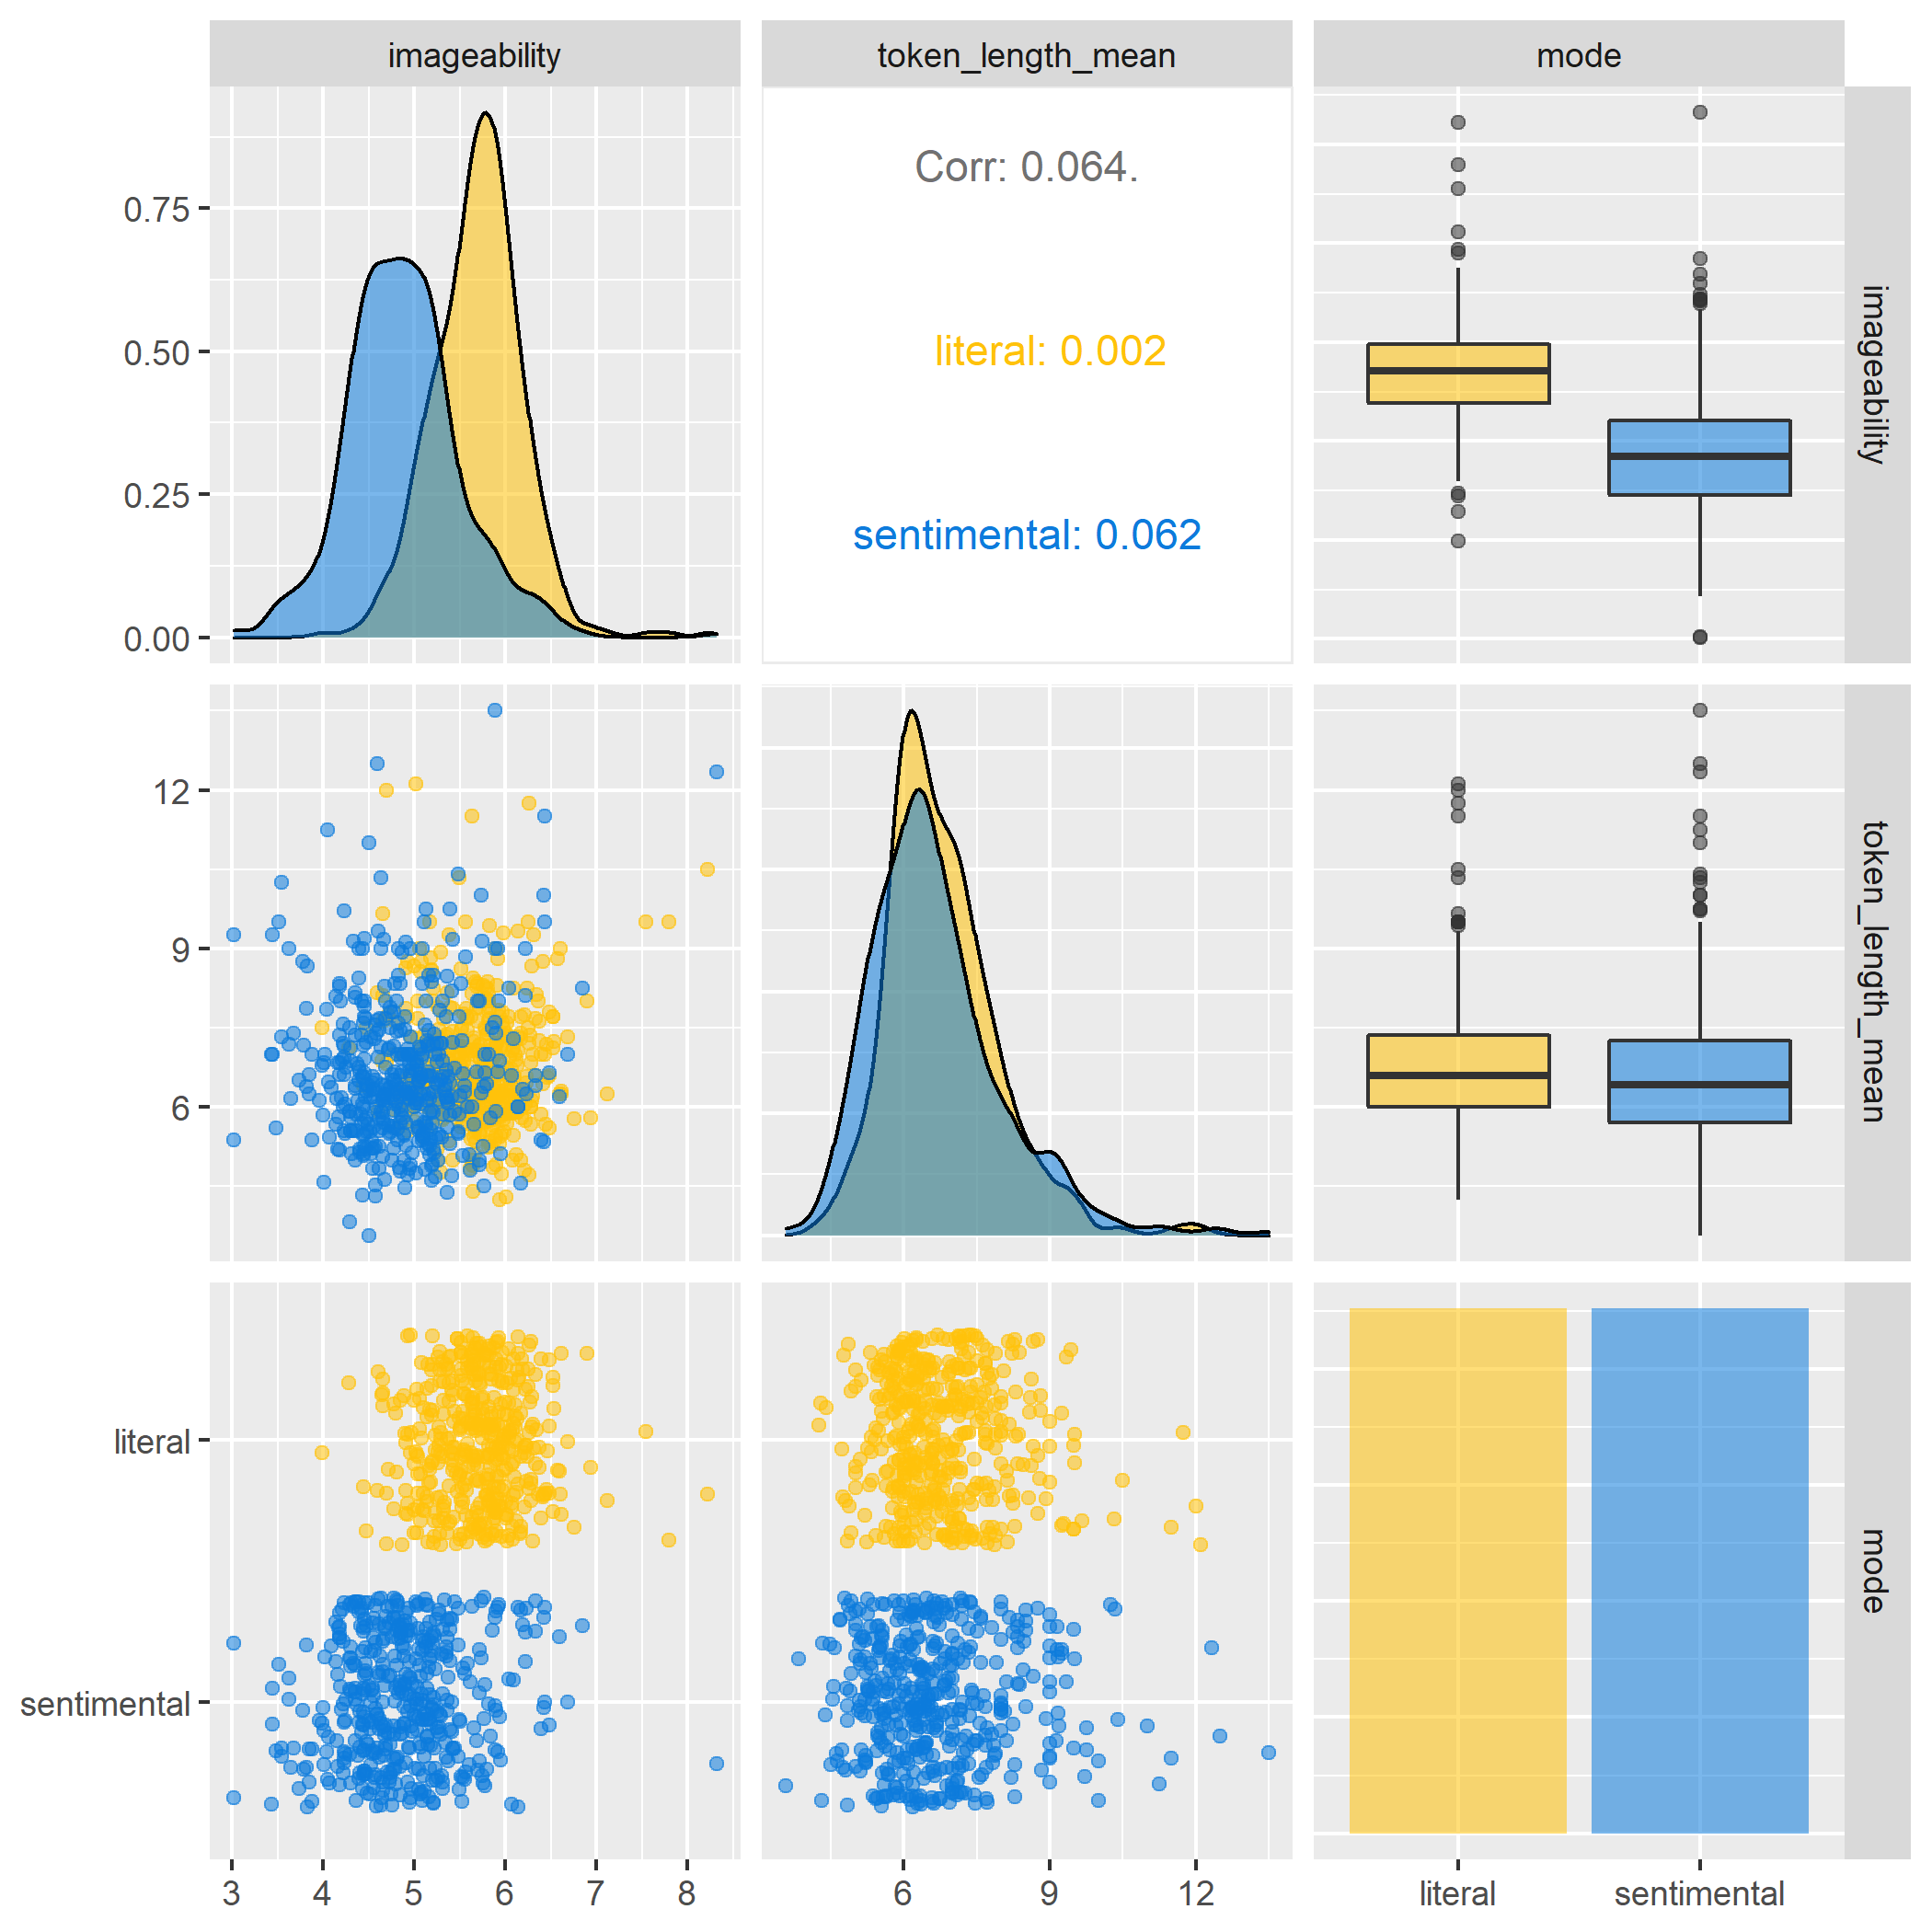 imageability
token_length_mean
mode
0.75
0.50
0.25
0.00
Corr: 0.064.
literal: 0.002
sentimental: 0.062
imageability
12
9
6
token_length_mean
literal
sentimental
mode
3 4 5 6 7 8
6 9 12
literal sentimental